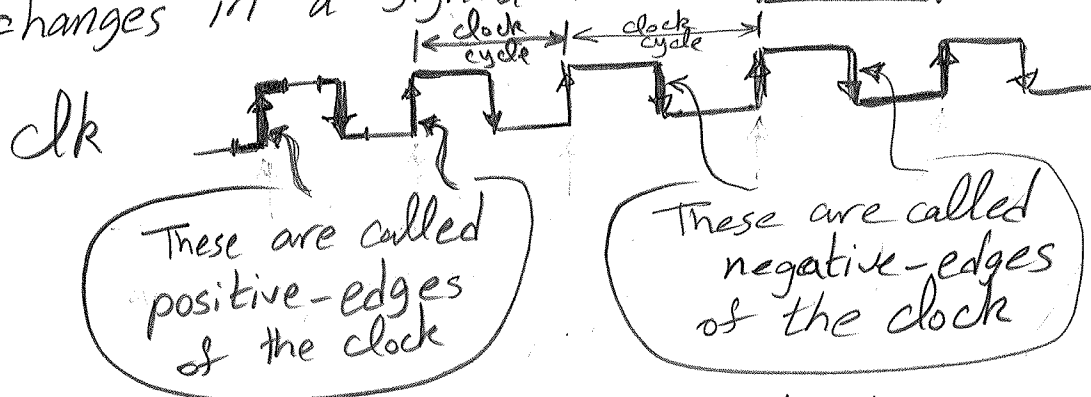 changes in a signal
clock
cycle
clock
cycle
clk
These are called
positive-edges
of the clock
These are called
negative-edges
of the clock